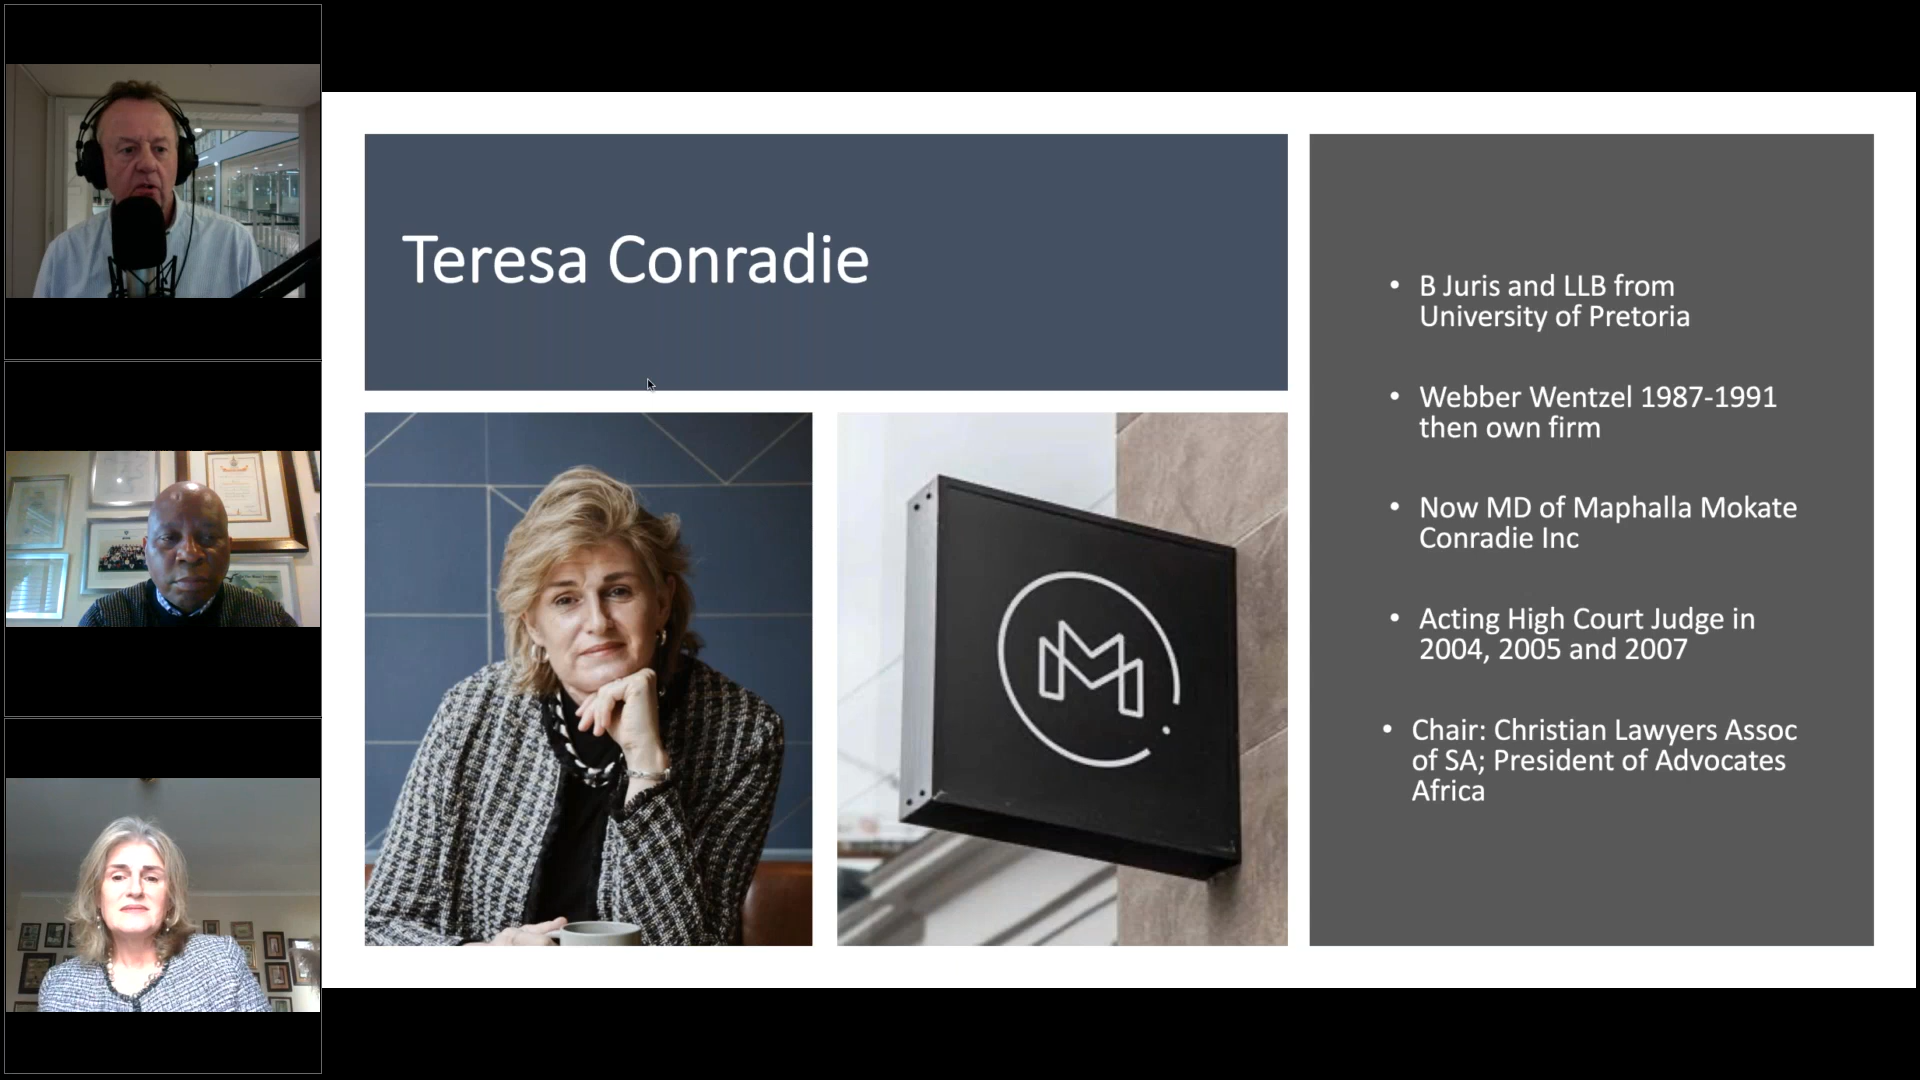 Teresa Conradie
• B Juris and LLB from
University of Pretoria
• Webber Wentzel 1987-1991
then own firm
• Now MD of Maphalla Mokate
Conradie Inc
• Acting High Court Judge in
2004, 2005 and 2007
• Chair: Christian Lawyers Assoc
of SA; President of Advocates
Africa